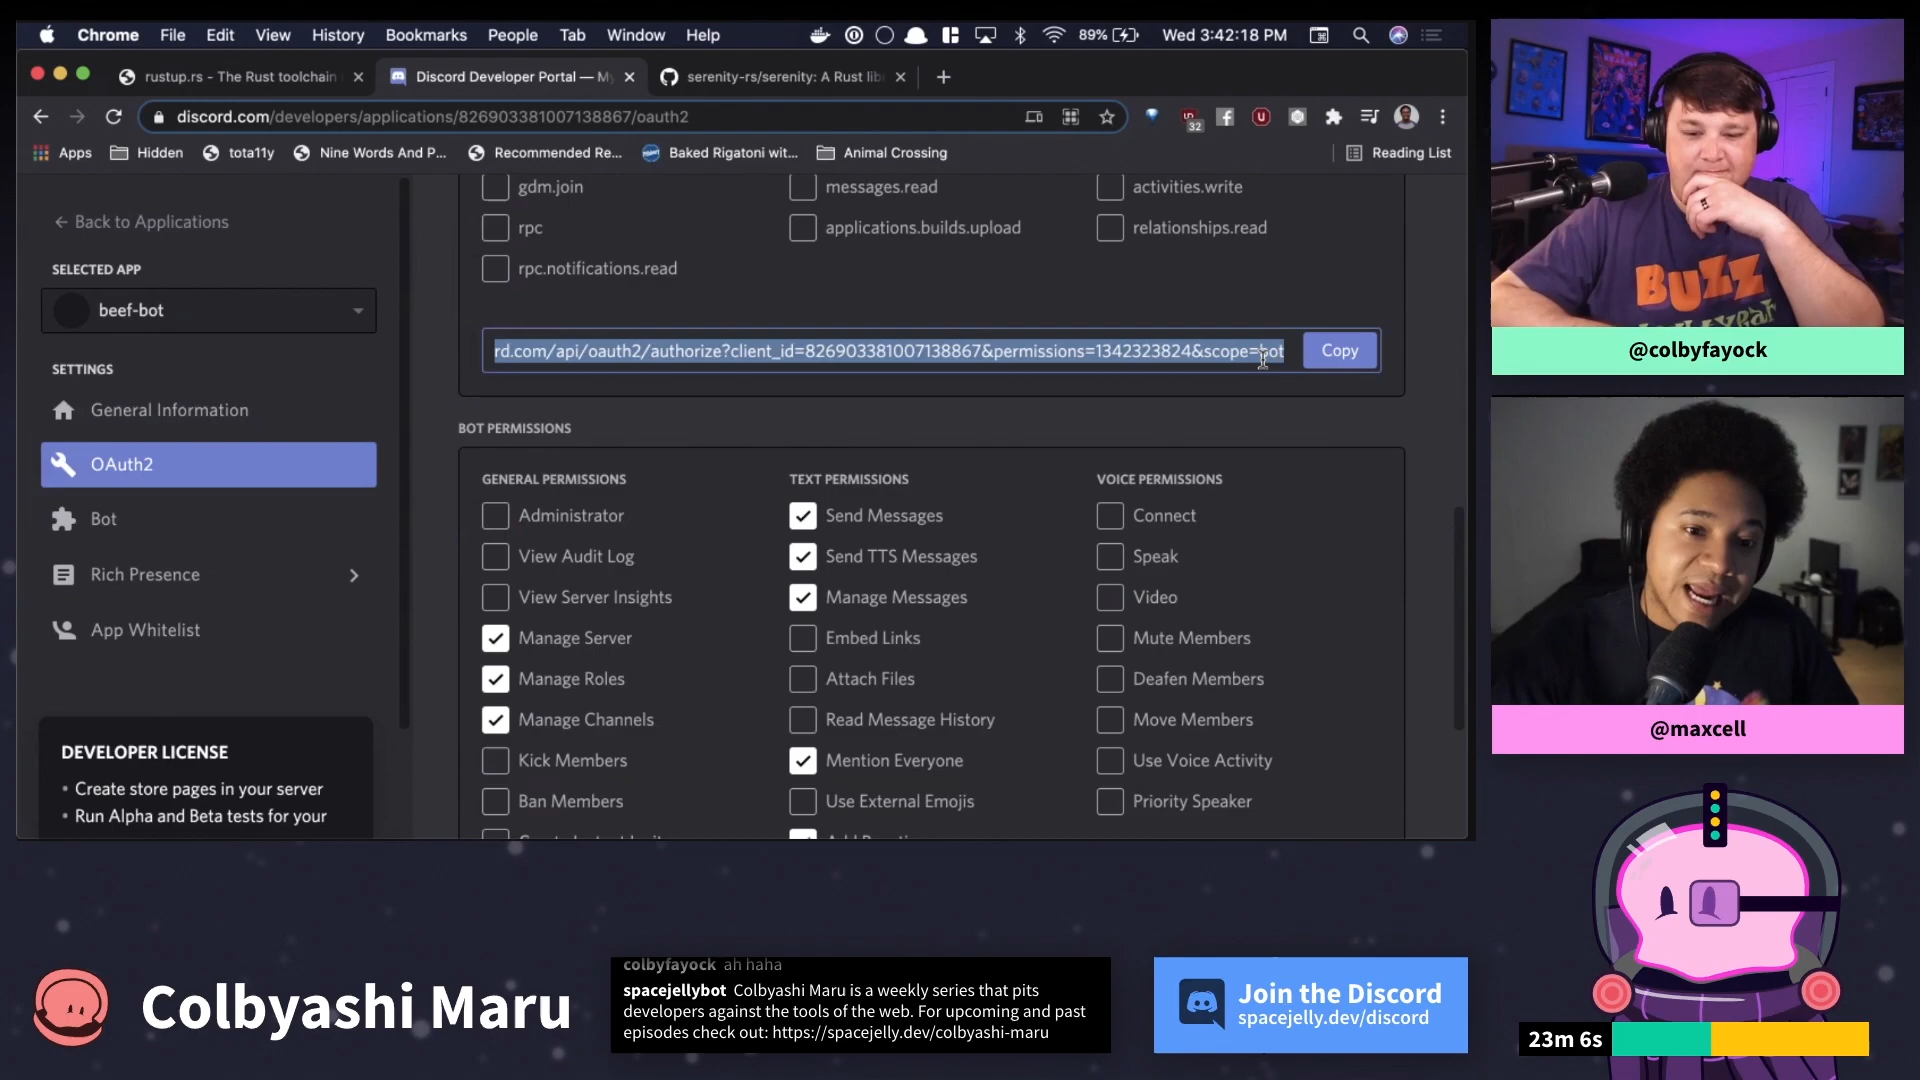 Chrome File Edit View History Bookmarks People Tab Window Help
89% Wed 3:42:18 PM
rustup.rs - The Rust toolchain
Discord Developer Portal — My
serenity-rs/serenity: A Rust lib
discord.com/developers/applications/826903381007138867/oauth2
32
Apps Hidden tota11y Nine Words And P... Recommended Re... Baked Rigatoni wit... Animal Crossing Reading List
← Back to Applications
SELECTED APP
beef-bot
SETTINGS
General Information
OAuth2
Bot
Rich Presence
App Whitelist
DEVELOPER LICENSE
• Create store pages in your server
• Run Alpha and Beta tests for your
gdm.join messages.read activities.write
rpc applications.builds.upload relationships.read
rpc.notifications.read
rd.com/api/oauth2/authorize?client_id=826903381007138867&permissions=1342323824&scope=bot
Copy
BOT PERMISSIONS
GENERAL PERMISSIONS
Administrator
View Audit Log
View Server Insights
Manage Server
Manage Roles
Manage Channels
Kick Members
Ban Members
TEXT PERMISSIONS
Send Messages
Send TTS Messages
Manage Messages
Embed Links
Attach Files
Read Message History
Mention Everyone
Use External Emojis
VOICE PERMISSIONS
Connect
Speak
Video
Mute Members
Deafen Members
Move Members
Use Voice Activity
Priority Speaker
BUZZ
@colbyfayock
@maxcell
Colbyashi Maru
colbyfayock ah haha
spacejellybot Colbyashi Maru is a weekly series that pits
developers against the tools of the web. For upcoming and past
episodes check out: https://spacejelly.dev/colbyashi-maru
Join the Discord
spacejelly.dev/discord
23m 6s